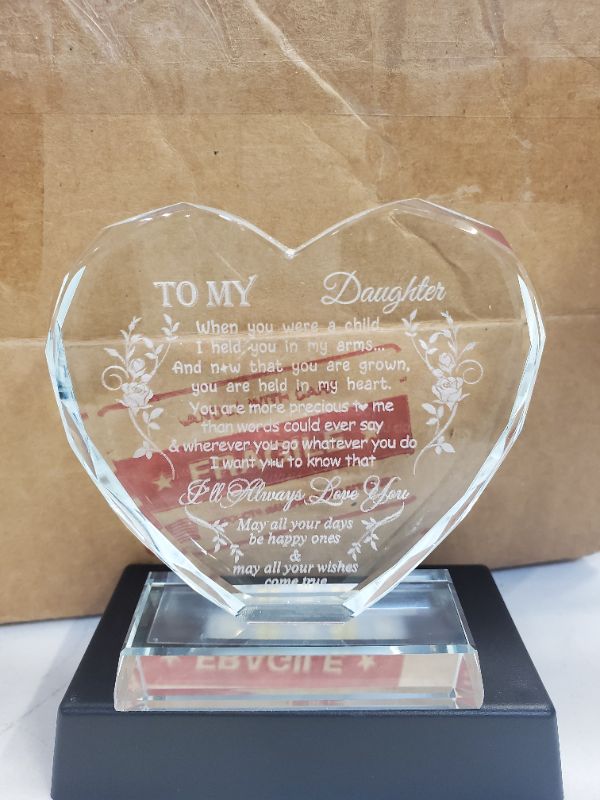 TO MY Daughter
When you were a child,
I held you in my arms...
And now that you are grown,
you are held in my heart.
You are more precious to me
than words could ever say
& wherever you go whatever you do
I want you to know that
I'll Always Love You
May all your days
be happy ones
&
may all your wishes
come true